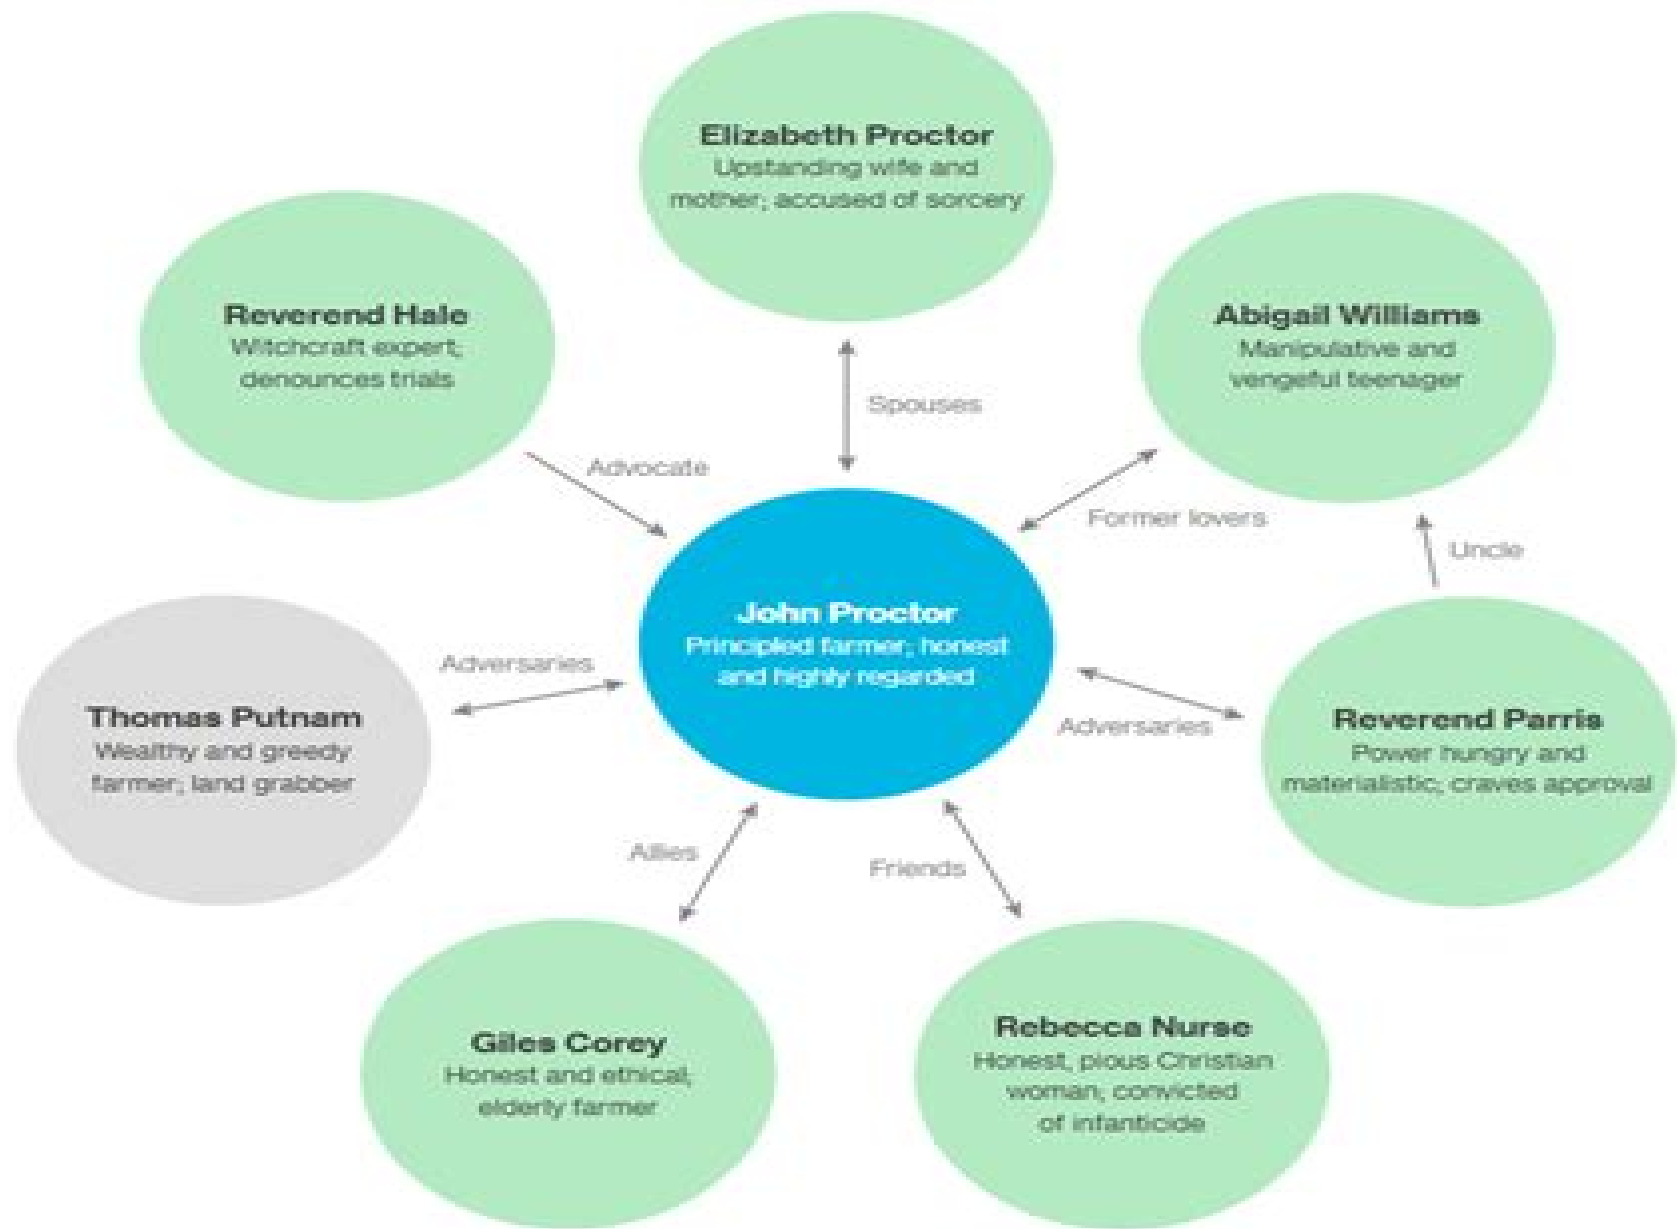 Elizabeth Proctor
Upstanding wife and
mother; accused of sorcery
Reverend Hale
Witchcraft expert;
denounces trials
Abigail Williams
Manipulative and
vengeful teenager
Spouses
Advocate
Former lovers
Uncle
John Proctor
Principled farmer; honest
and highly regarded
Adversaries
Thomas Putnam
Wealthy and greedy
farmer; land grabber
Adversaries
Reverend Parris
Power hungry and
materialistic; craves approval
Allies
Friends
Giles Corey
Honest and ethical,
elderly farmer
Rebecca Nurse
Honest, pious Christian
woman; convicted
of infanticide